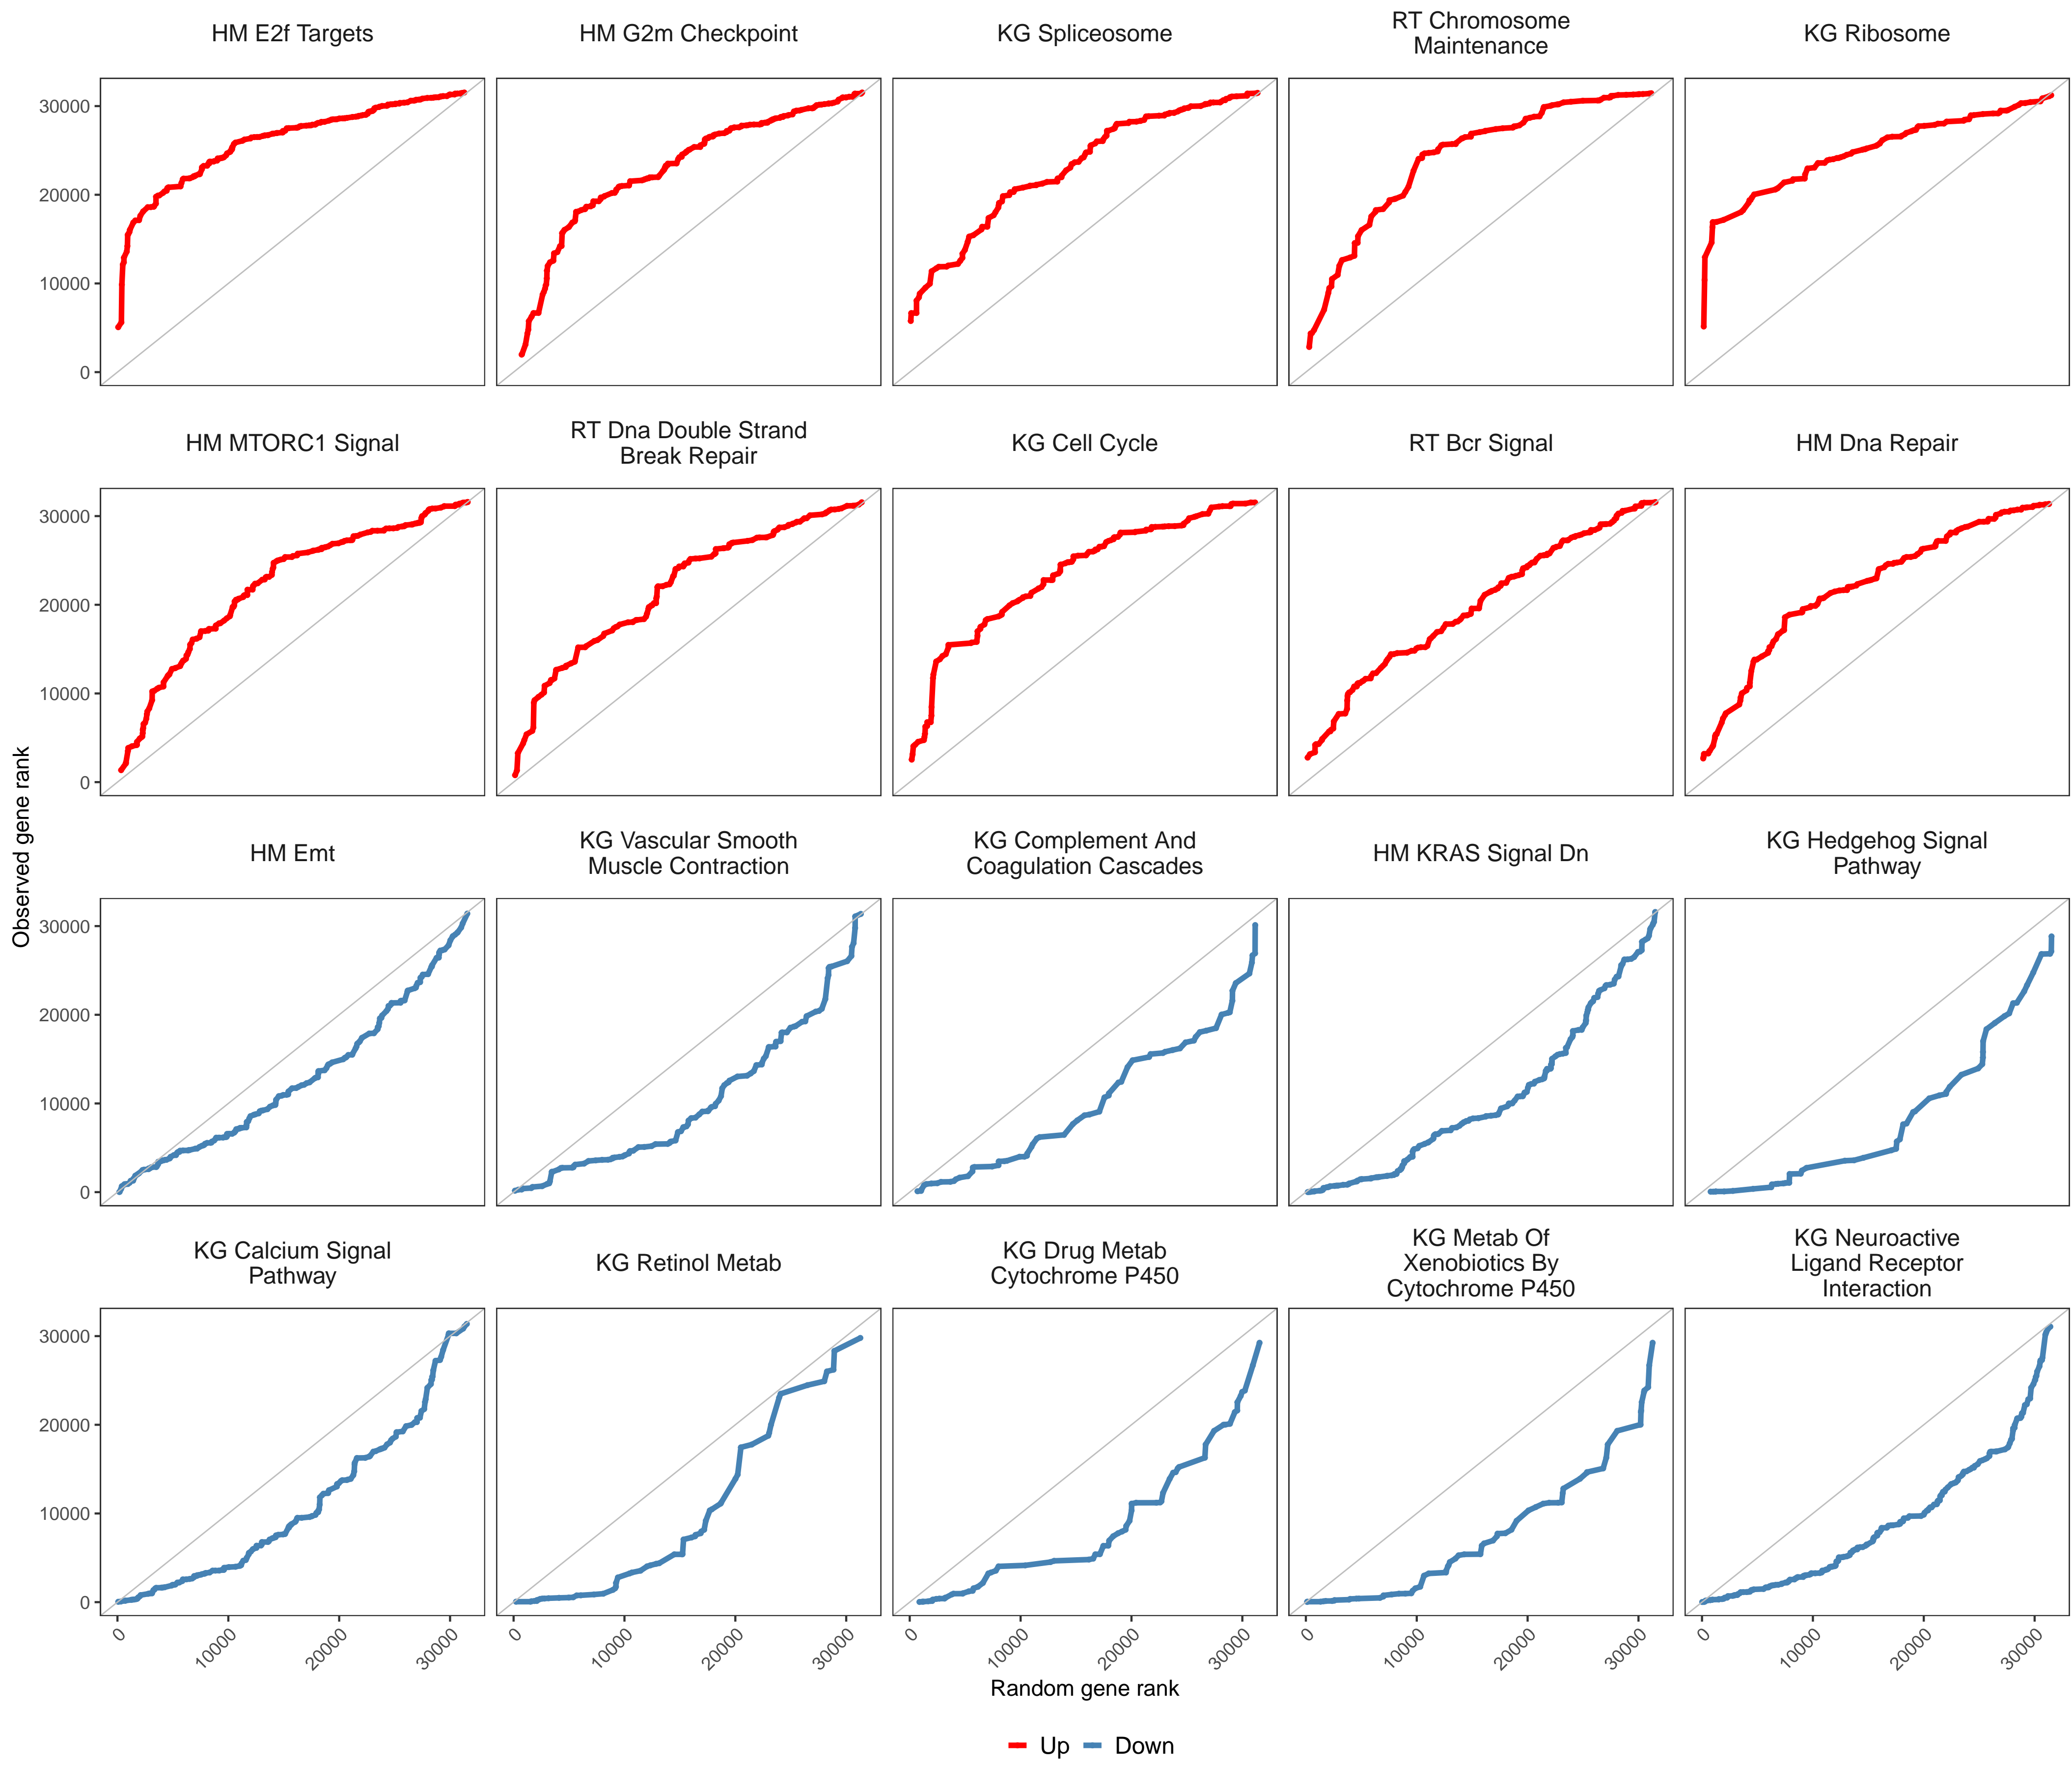 HM E2f Targets
HM G2m Checkpoint
KG Spliceosome
RT Chromosome
Maintenance
KG Ribosome
30000
20000
10000
0
HM MTORC1 Signal
RT Dna Double Strand
Break Repair
KG Cell Cycle
RT Bcr Signal
HM Dna Repair
30000
20000
10000
0
Observed gene rank
HM Emt
KG Vascular Smooth
Muscle Contraction
KG Complement And
Coagulation Cascades
HM KRAS Signal Dn
KG Hedgehog Signal
Pathway
30000
20000
10000
0
KG Calcium Signal
Pathway
KG Retinol Metab
KG Drug Metab
Cytochrome P450
KG Metab Of
Xenobiotics By
Cytochrome P450
KG Neuroactive
Ligand Receptor
Interaction
30000
20000
10000
0
0 10000 20000 30000
0 10000 20000 30000
0 10000 20000 30000
0 10000 20000 30000
0 10000 20000 30000
Random gene rank
Up Down